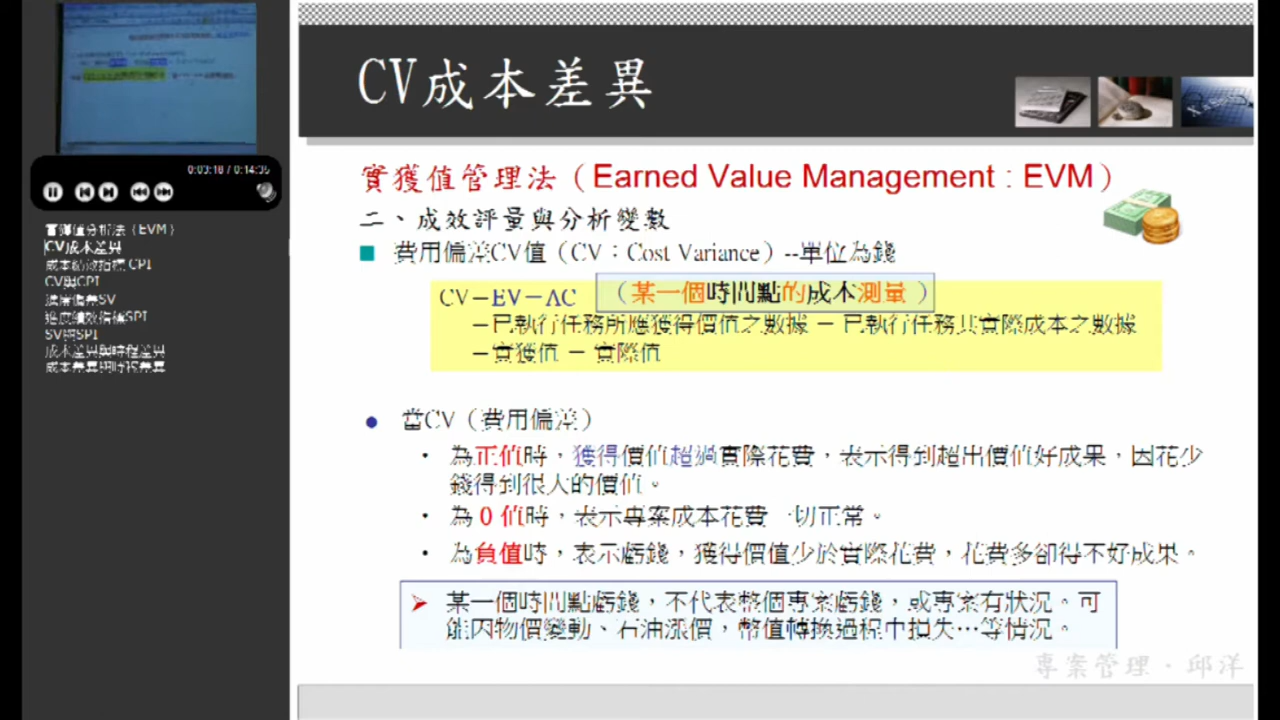 CV成本差異
0:03:18 / 0:14:35
實獲值分析法（EVM）
CV成本差異
成本績效指標 CPI
CV與CPI
進度偏差SV
進度績效指標SPI
SV與SPI
成本差異與時程差異
成本差異與時程差異
實獲值管理法（Earned Value Management：EVM）
二、成效評量與分析變數
費用偏差CV值（CV：Cost Variance）--單位為錢
CV＝EV－AC （某一個時間點的成本測量）
＝已執行任務所應獲得價值之數據 － 已執行任務其實際成本之數據
＝實獲值 － 實際值
當CV（費用偏差）
為正值時，獲得價值超過實際花費，表示得到超出價值好成果，因花少
錢得到很大的價值。
為 0 值時，表示專案成本花費一切正常。
為負值時，表示虧錢，獲得價值少於實際花費，花費多卻得不好成果。
某一個時間點虧錢，不代表整個專案虧錢，或專案有狀況。可
能因物價變動、石油漲價，幣值轉換過程中損失…等情況。
專案管理‧邱洋